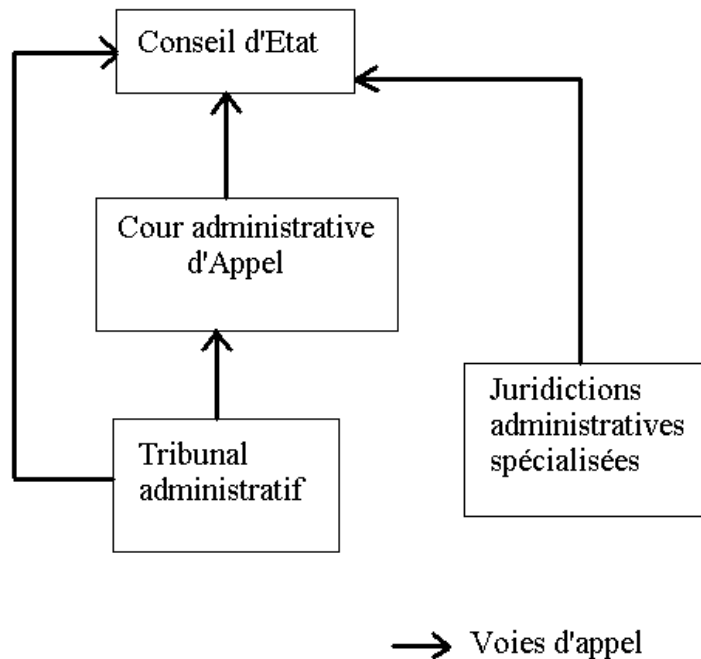 Conseil d'Etat
Cour administrative
d'Appel
Tribunal
administratif
Juridictions
administratives
spécialisées
Voies d'appel